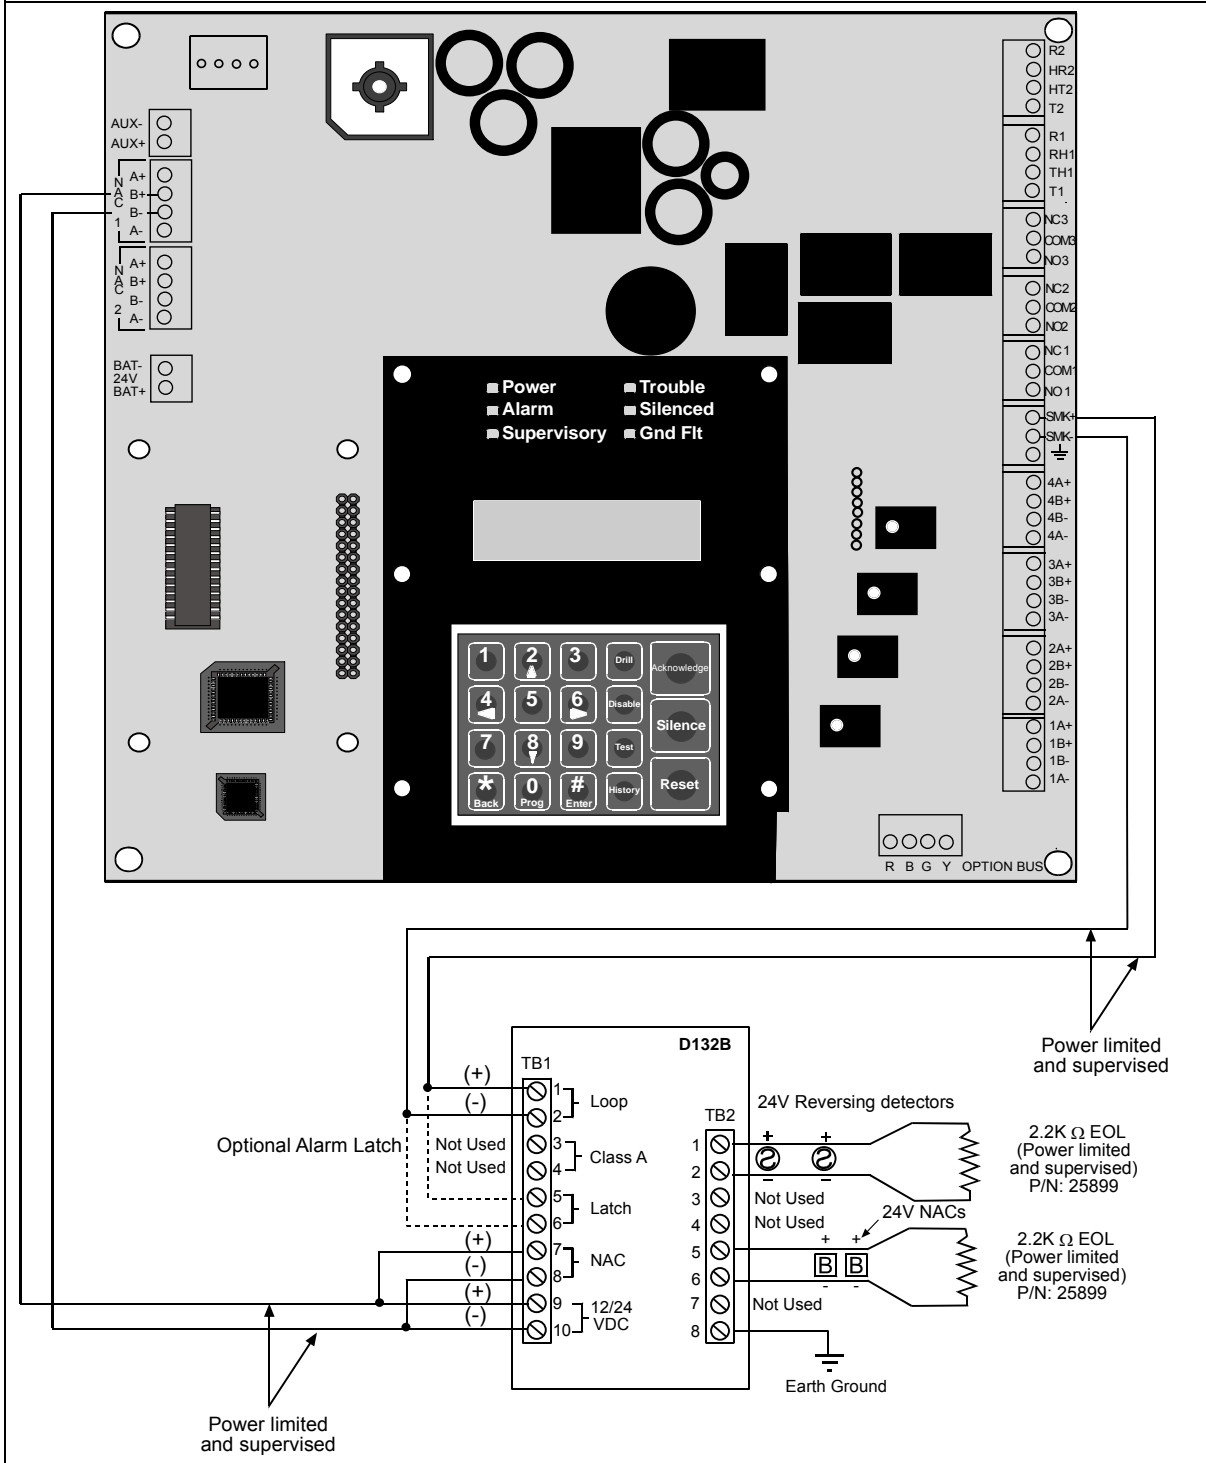 AUX-
AUX+
NAC 1
A+
B+
B-
A-
NAC 2
A+
B+
B-
A-
BAT-
24V
BAT+
R2
HR2
HT2
T2
R1
RH1
TH1
T1
NC3
COM3
NO3
NC2
COM2
NO2
NC1
COM1
NO1
SMK+
SMK-
4A+
4B+
4B-
4A-
3A+
3B+
3B-
3A-
2A+
2B+
2B-
2A-
1A+
1B+
1B-
1A-
R B G Y OPTION BUS
Power Trouble
Alarm Silenced
Supervisory Gnd Flt
1 2 3 Drill Acknowledge
4 5 6 Disable
Silence
7 8 9 Test
* 0 # History Reset
Back Prog Enter
Power limited
and supervised
D132B
TB1
(+) 1
(-) 2
Loop
Not Used 3
Not Used 4
Class A
Optional Alarm Latch
5
6
Latch
(+) 7
(-) 8
NAC
(+) 9
(-) 10
12/24
VDC
TB2
24V Reversing detectors
1 + +
2 - -
2.2K Ω EOL
(Power limited
and supervised)
P/N: 25899
3 Not Used
4 Not Used
24V NACs
5 + +
B B
6 - -
2.2K Ω EOL
(Power limited
and supervised)
P/N: 25899
7 Not Used
8
Earth Ground
Power limited
and supervised